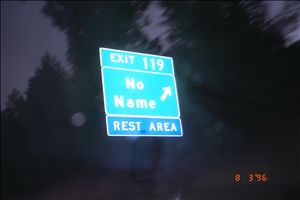 EXIT 119
No
Name
REST AREA
8 3'96